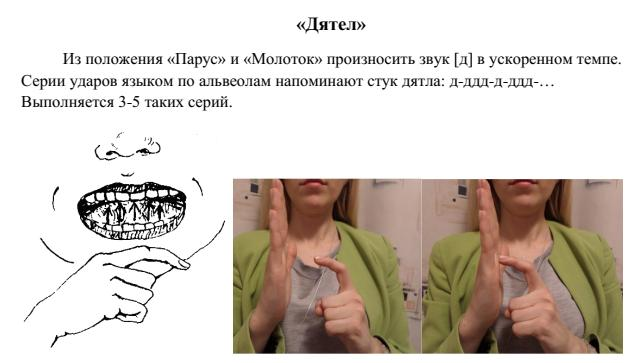 «Дятел»
Из положения «Парус» и «Молоток» произносить звук [д] в ускоренном темпе.
Серии ударов языком по альвеолам напоминают стук дятла: д-ддд-д-ддд-…
Выполняется 3-5 таких серий.